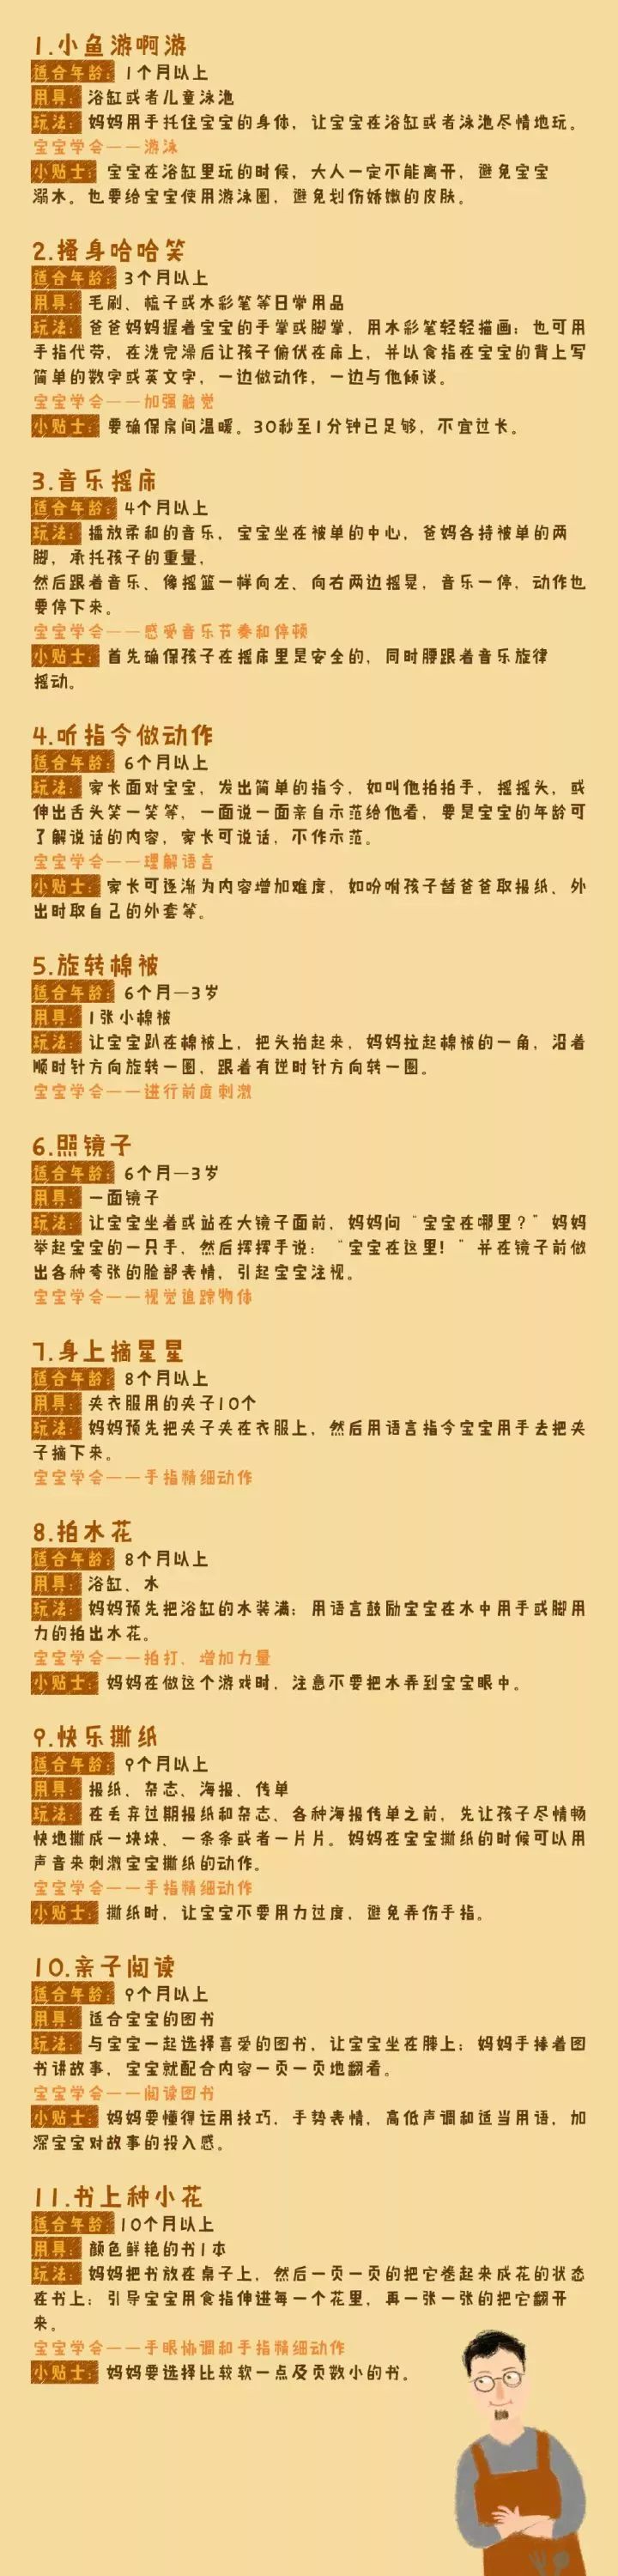 1.小鱼游啊游
适合年龄：1个月以上
用具：浴缸或者儿童泳池
玩法：妈妈用手托住宝宝的身体，让宝宝在浴缸或者泳池尽情地玩。
宝宝学会——游泳
小贴士：宝宝在浴缸里玩的时候，大人一定不能离开，避免宝宝
溺水。也要给宝宝使用游泳圈，避免划伤娇嫩的皮肤。
2.搔身哈哈笑
适合年龄：3个月以上
用具：毛刷、梳子或水彩笔等日常用品
玩法：爸爸妈妈握着宝宝的手掌或脚掌，用水彩笔轻轻描画；也可用
手指代劳，在洗完澡后让孩子俯伏在床上，并以食指在宝宝的背上写
简单的数字或英文字，一边做动作，一边与他倾谈。
宝宝学会——加强触觉
小贴士：要确保房间温暖。30秒至1分钟已足够，不宜过长。
3.音乐摇床
适合年龄：4个月以上
玩法：播放柔和的音乐，宝宝坐在被单的中心，爸妈各持被单的两
脚，承托孩子的重量，
然后跟着音乐、像摇篮一样向左、向右两边摇晃，音乐一停，动作也
要停下来。
宝宝学会——感受音乐节奏和停顿
小贴士：首先确保孩子在摇床里是安全的，同时腰跟着音乐旋律
摇动。
4.听指令做动作
适合年龄：6个月以上
玩法：家长面对宝宝，发出简单的指令，如叫他拍拍手，摇摇头，或
伸出舌头笑一笑等，一面说一面亲自示范给他看，要是宝宝的年龄可
了解说话的内容，家长可说话，不作示范。
宝宝学会——理解语言
小贴士：家长可逐渐为内容增加难度，如吩咐孩子替爸爸取报纸、外
出时取自己的外套等。
5.旋转棉被
适合年龄：6个月—3岁
用具：1张小棉被
玩法：让宝宝趴在棉被上，把头抬起来，妈妈拉起棉被的一角，沿着
顺时针方向旋转一圈，跟着有逆时针方向转一圈。
宝宝学会——进行前庭刺激
6.照镜子
适合年龄：6个月—3岁
用具：一面镜子
玩法：让宝宝坐着或站在大镜子面前，妈妈问“宝宝在哪里？”妈妈
举起宝宝的一只手，然后挥挥手说：“宝宝在这里！”并在镜子前做
出各种夸张的脸部表情，引起宝宝注视。
宝宝学会——视觉追踪物体
7.身上摘星星
适合年龄：8个月以上
用具：夹衣服用的夹子10个
玩法：妈妈预先把夹子夹在衣服上，然后用语言指令宝宝用手去把夹
子摘下来。
宝宝学会——手指精细动作
8.拍水花
适合年龄：8个月以上
用具：浴缸、水
玩法：妈妈预先把浴缸的水装满；用语言鼓励宝宝在水中用手或脚用
力的拍出水花。
宝宝学会——拍打，增加力量
小贴士：妈妈在做这个游戏时，注意不要把水弄到宝宝眼中。
9.快乐撕纸
适合年龄：9个月以上
用具：报纸、杂志、海报、传单
玩法：在丢弃过期报纸和杂志、各种海报传单之前，先让孩子尽情畅
快地撕成一块块、一条条或者一片片。妈妈在宝宝撕纸的时候可以用
声音来刺激宝宝撕纸的动作。
宝宝学会——手指精细动作
小贴士：撕纸时，让宝宝不要用力过度，避免弄伤手指。
10.亲子阅读
适合年龄：9个月以上
用具：适合宝宝的图书
玩法：与宝宝一起选择喜爱的图书，让宝宝坐在膝上；妈妈手捧着图
书讲故事，宝宝就配合内容一页一页地翻看。
宝宝学会——阅读图书
小贴士：妈妈要懂得运用技巧，手势表情，高低声调和适当用语，加
深宝宝对故事的投入感。
11.书上种小花
适合年龄：10个月以上
用具：颜色鲜艳的书1本
玩法：妈妈把书放在桌子上，然后一页一页的把它卷起来成花的状态
在书上；引导宝宝用食指伸进每一个花里，再一张一张的把它翻开
来。
宝宝学会——手眼协调和手指精细动作
小贴士：妈妈要选择比较软一点及页数小的书。